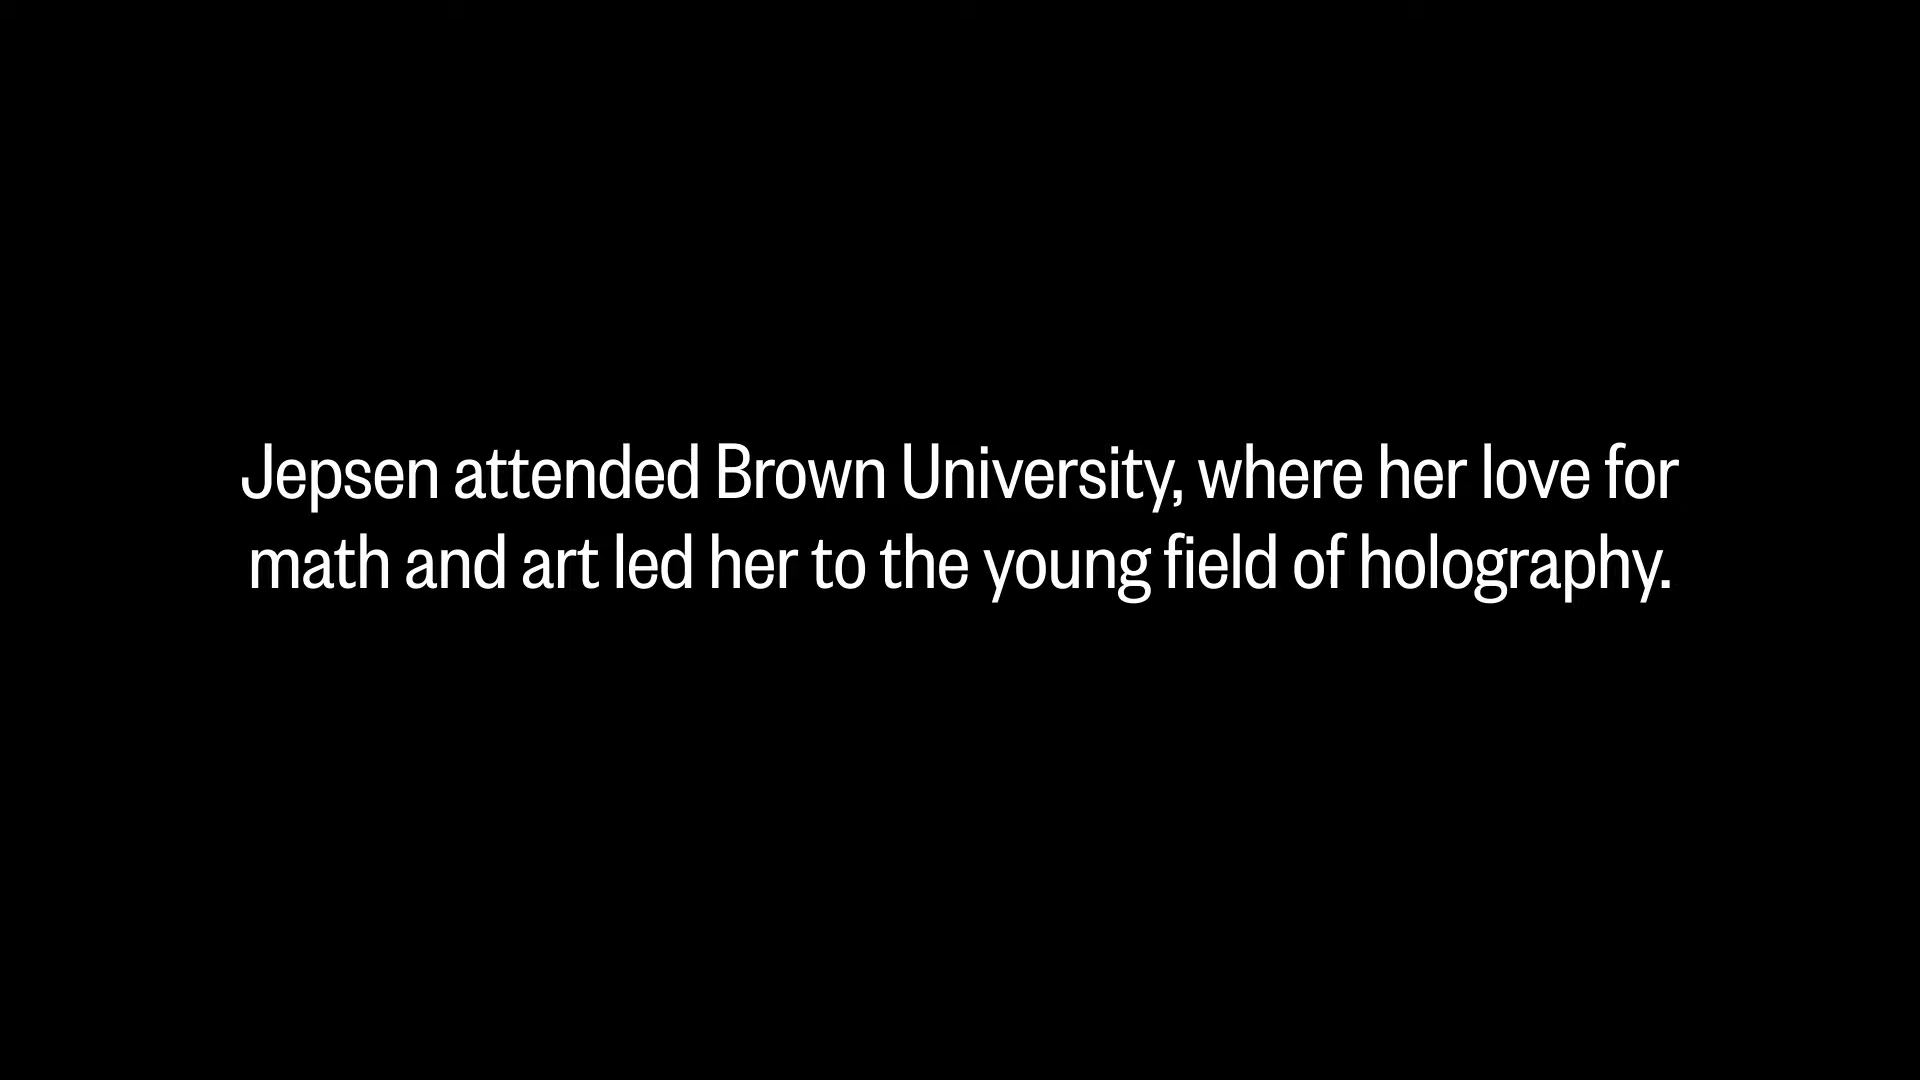 Jepsen attended Brown University, where her love for
math and art led her to the young field of holography.